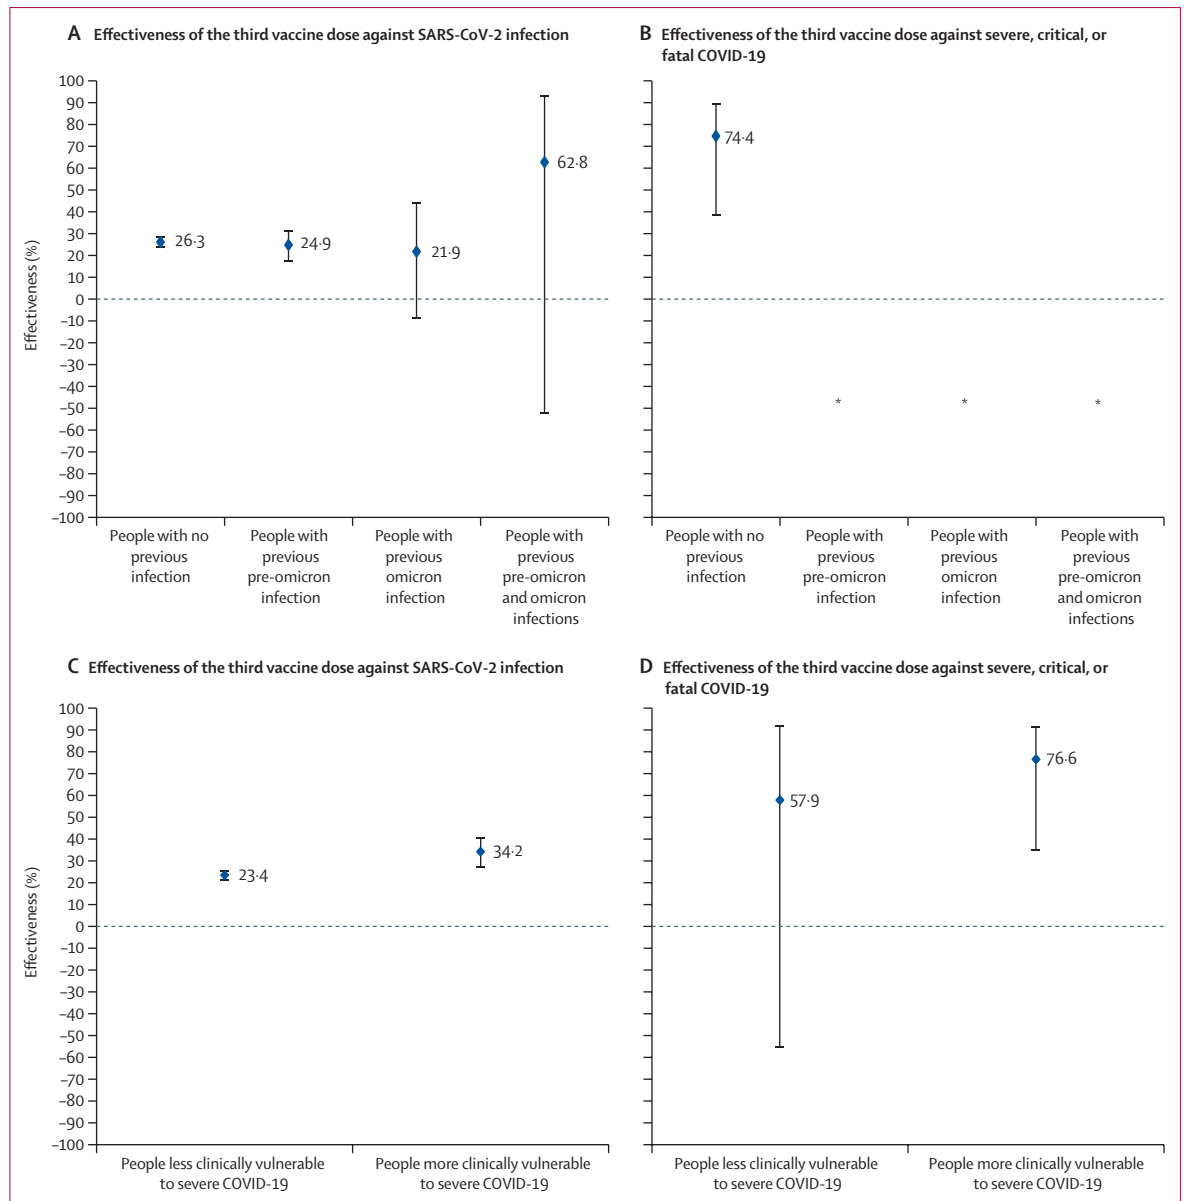 A Effectiveness of the third vaccine dose against SARS-CoV-2 infection
100
90
80
70
60
50
40
30
20
10
0
–10
–20
–30
–40
–50
–60
–70
–80
–90
–100
Effectiveness (%)
26·3
24·9
21·9
62·8
People with no
previous
infection
People with
previous
pre-omicron
infection
People with
previous
omicron
infection
People with
previous
pre-omicron
and omicron
infections
B Effectiveness of the third vaccine dose against severe, critical, or
fatal COVID-19
74·4
*
*
*
People with no
previous
infection
People with
previous
pre-omicron
infection
People with
previous
omicron
infection
People with
previous
pre-omicron
and omicron
infections
C Effectiveness of the third vaccine dose against SARS-CoV-2 infection
100
90
80
70
60
50
40
30
20
10
0
–10
–20
–30
–40
–50
–60
–70
–80
–90
–100
Effectiveness (%)
23·4
34·2
People less clinically vulnerable
to severe COVID-19
People more clinically vulnerable
to severe COVID-19
D Effectiveness of the third vaccine dose against severe, critical, or
fatal COVID-19
57·9
76·6
People less clinically vulnerable
to severe COVID-19
People more clinically vulnerable
to severe COVID-19